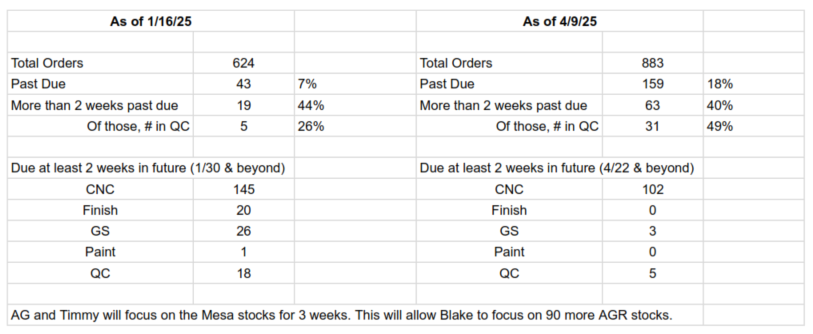 As of 1/16/25 As of 4/9/25
Total Orders 624 Total Orders 883
Past Due 43 7% Past Due 159 18%
More than 2 weeks past due 19 44% More than 2 weeks past due 63 40%
Of those, # in QC 5 26% Of those, # in QC 31 49%
Due at least 2 weeks in future (1/30 & beyond) Due at least 2 weeks in future (4/22 & beyond)
CNC 145 CNC 102
Finish 20 Finish 0
GS 26 GS 3
Paint 1 Paint 0
QC 18 QC 5
AG and Timmy will focus on the Mesa stocks for 3 weeks. This will allow Blake to focus on 90 more AGR stocks.